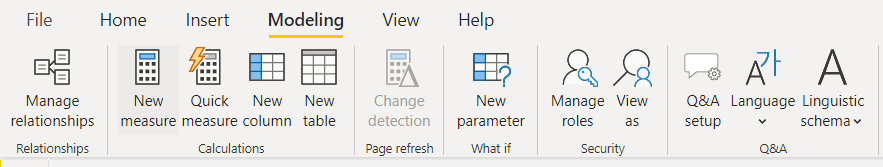 File Home Insert Modeling View Help
Manage relationships
New measure
Quick measure
New column
New table
Change detection
New parameter
Manage roles
View as
Q&A setup
Language
Linguistic schema
Relationships Calculations Page refresh What if Security Q&A